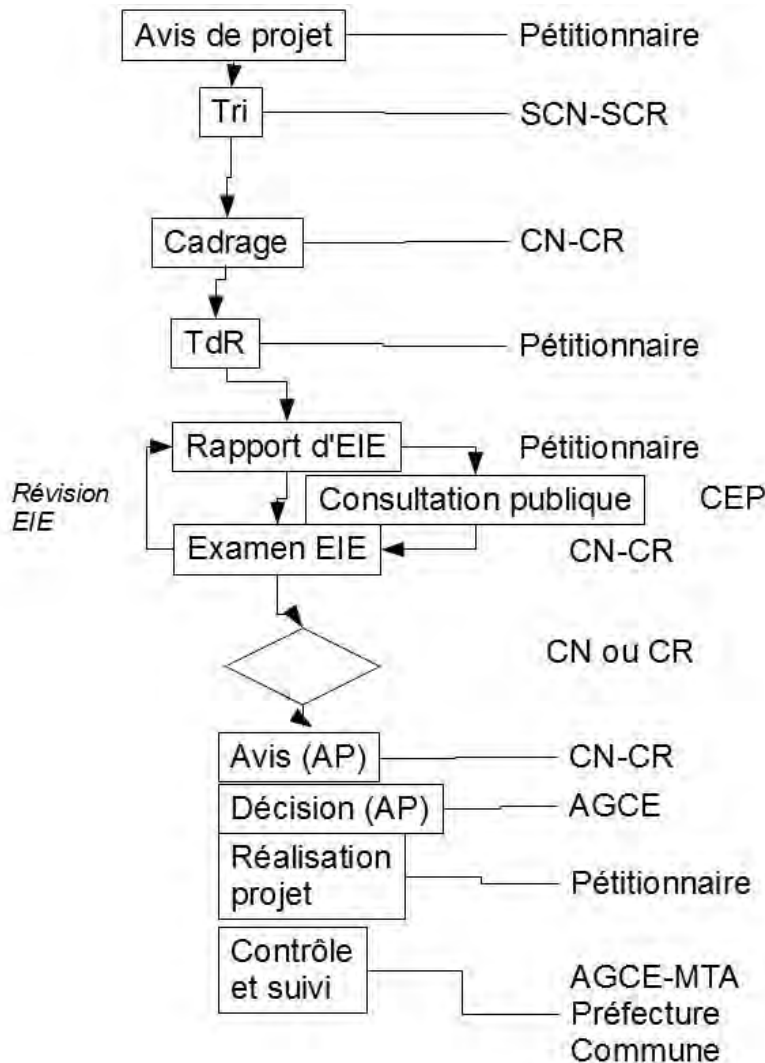 Avis de projet
Pétitionnaire
Tri
SCN-SCR
Cadrage
CN-CR
TdR
Pétitionnaire
Rapport d'EIE
Pétitionnaire
Révision
EIE
Consultation publique
CEP
Examen EIE
CN-CR
CN ou CR
Avis (AP)
CN-CR
Décision (AP)
AGCE
Réalisation
projet
Pétitionnaire
Contrôle
et suivi
AGCE-MTA
Préfecture
Commune